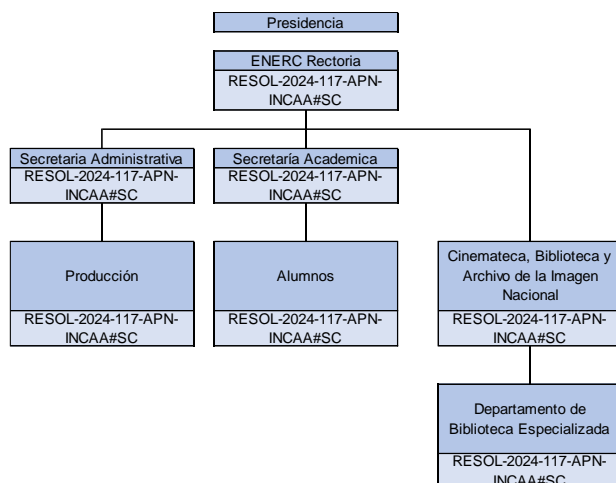 Presidencia
ENERC Rectoria
RESOL-2024-117-APN-
INCAA#SC
Secretaria Administrativa
RESOL-2024-117-APN-
INCAA#SC
Secretaría Academica
RESOL-2024-117-APN-
INCAA#SC
Producción
RESOL-2024-117-APN-
INCAA#SC
Alumnos
RESOL-2024-117-APN-
INCAA#SC
Cinemateca, Biblioteca y
Archivo de la Imagen
Nacional
RESOL-2024-117-APN-
INCAA#SC
Departamento de
Biblioteca Especializada
RESOL-2024-117-APN-
INCAA#SC